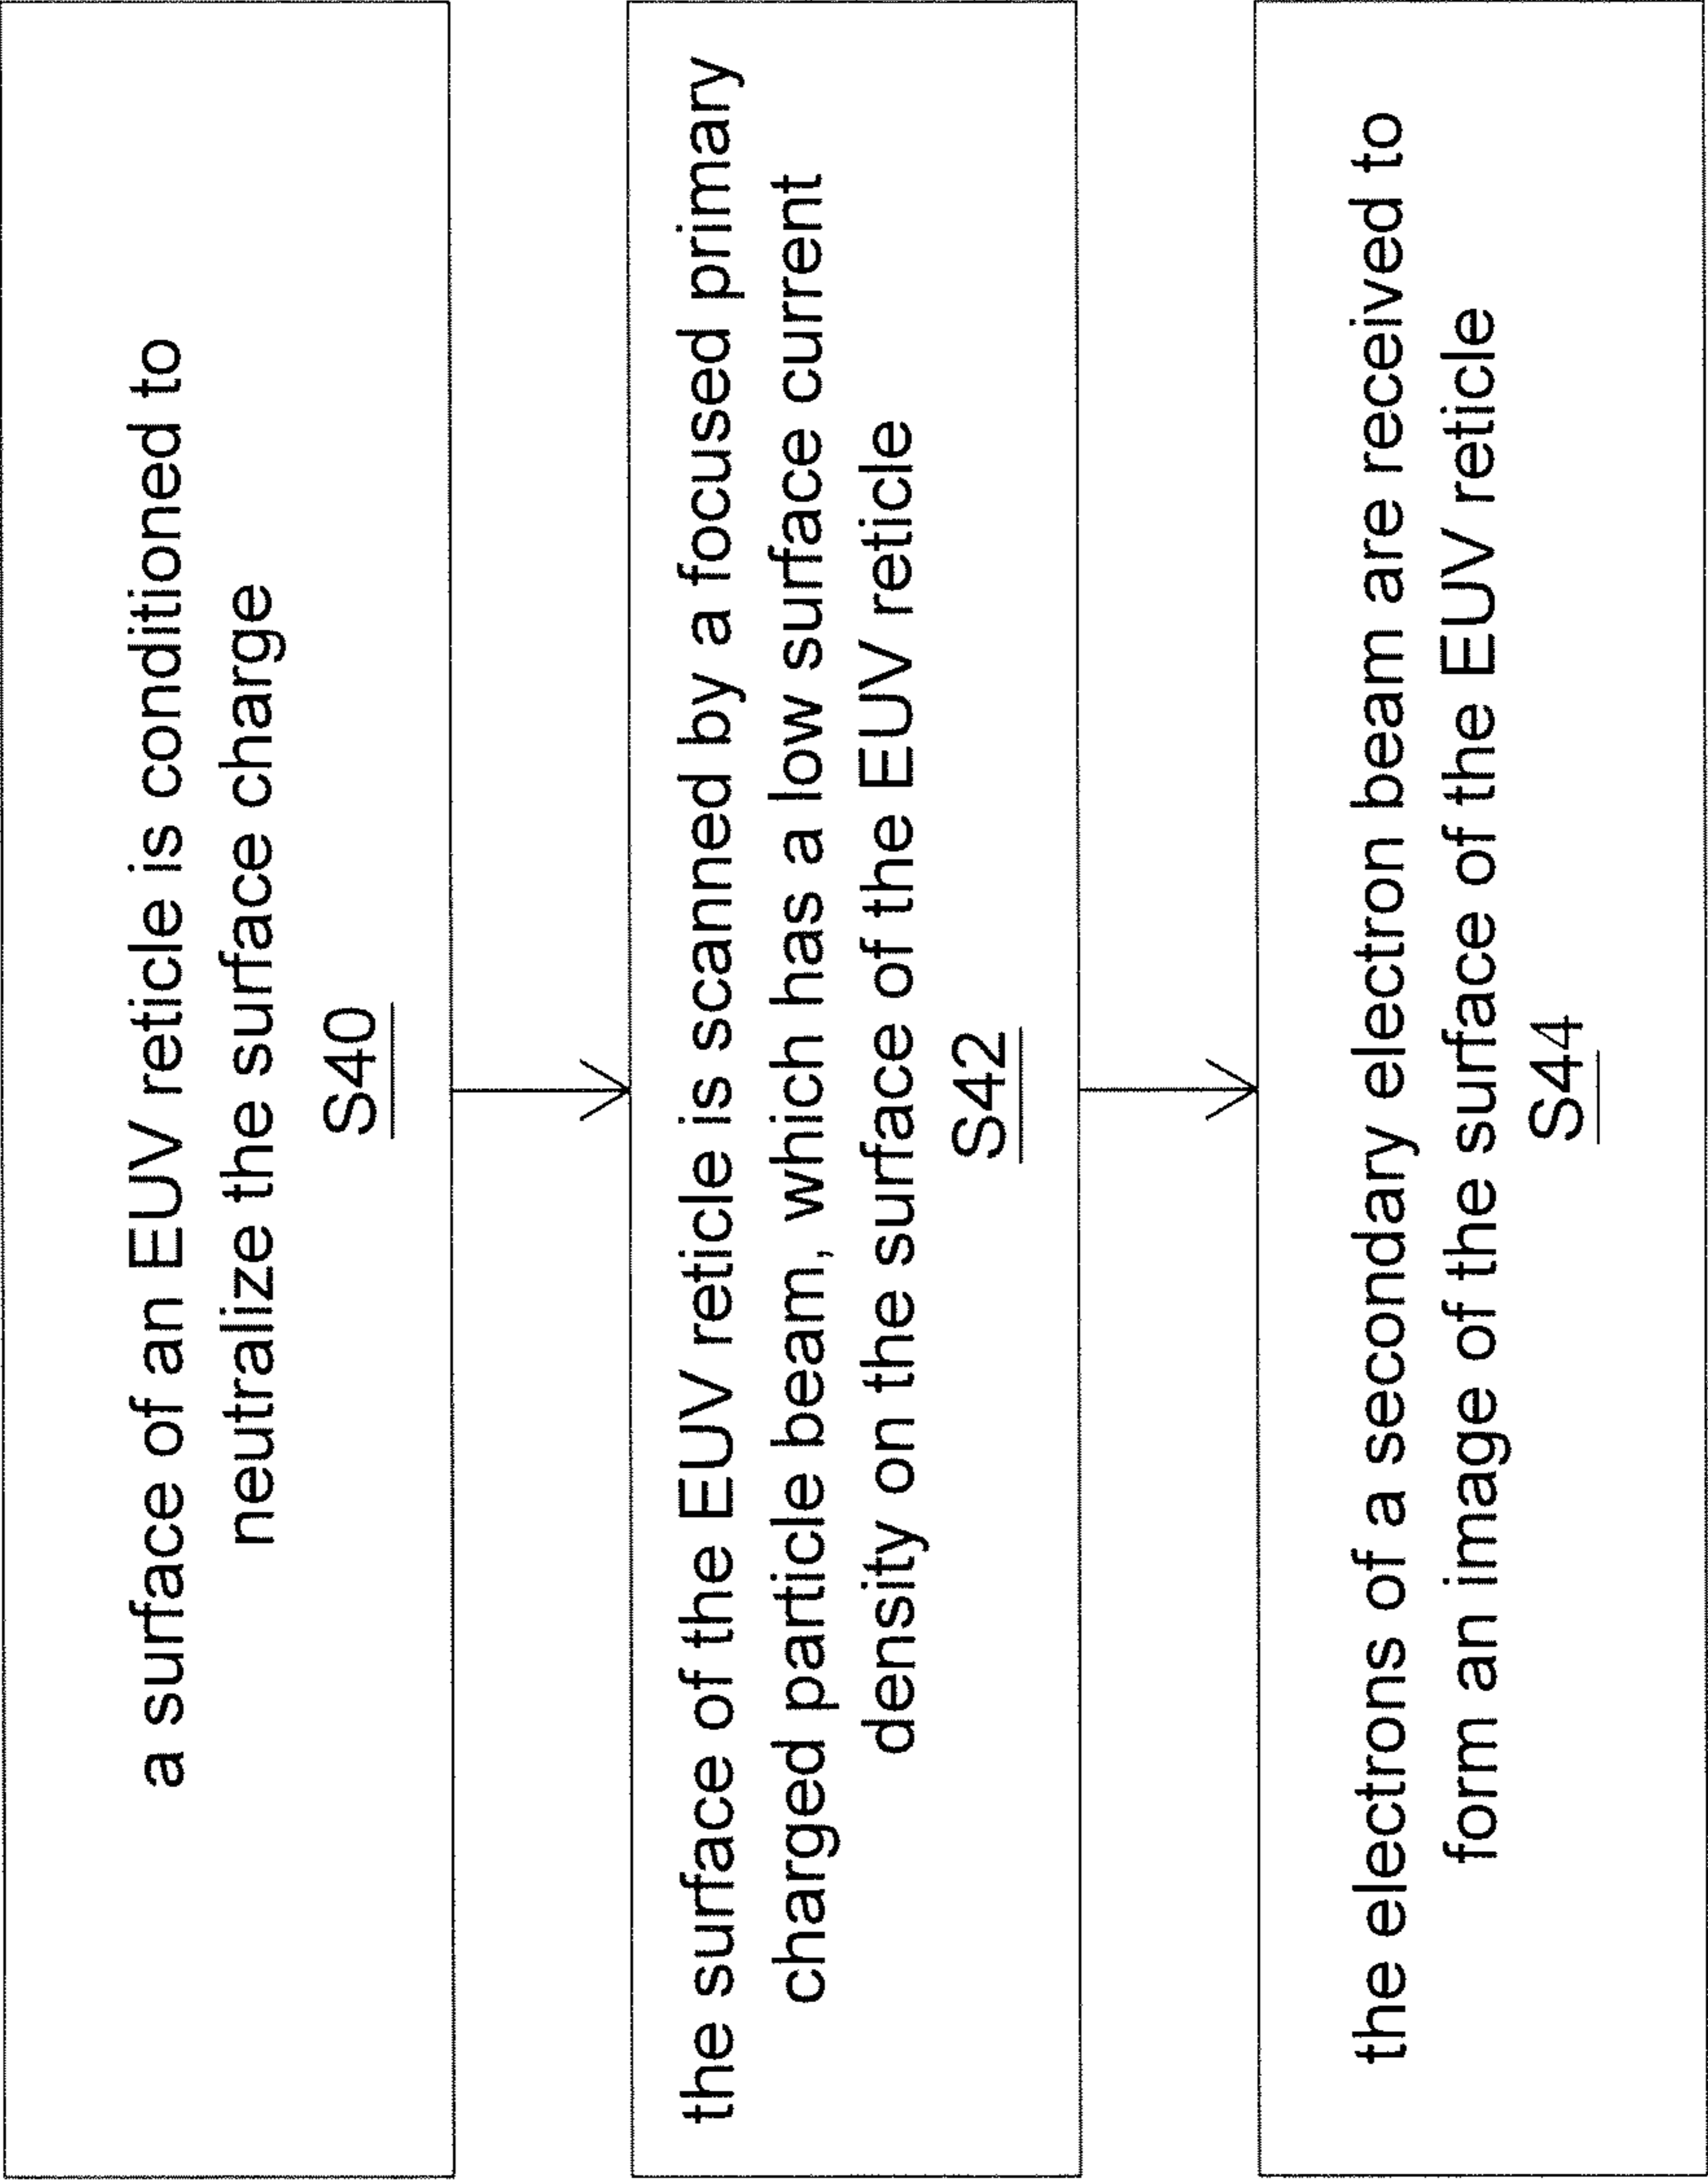 a surface of an EUV reticle is conditioned to
neutralize the surface charge
S40
the surface of the EUV reticle is scanned by a focused primary
charged particle beam, which has a low surface current
density on the surface of the EUV reticle
S42
the electrons of a secondary electron beam are received to
form an image of the surface of the EUV reticle
S44